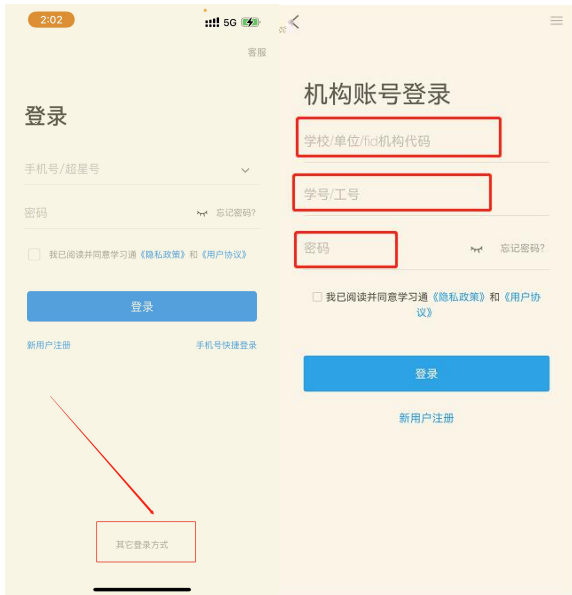 2:02
5G
客服
登录
手机号/超星号
密码
忘记密码?
我已阅读并同意学习通《隐私政策》和《用户协议》
登录
新用户注册
手机号快捷登录
其它登录方式
机构账号登录
学校/单位/fid机构代码
学号/工号
密码
忘记密码?
我已阅读并同意学习通《隐私政策》和《用户协
议》
登录
新用户注册